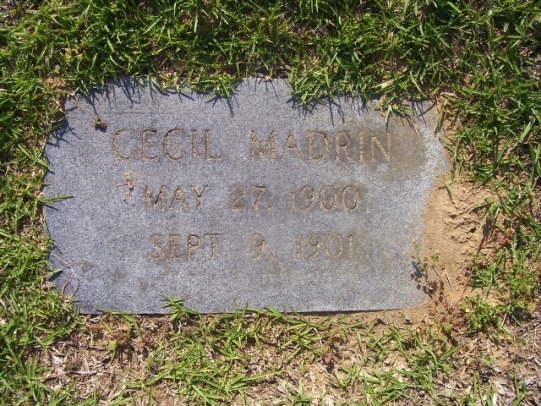 CECIL MADRIN
MAY 27, 1900
SEPT. 9, 1901